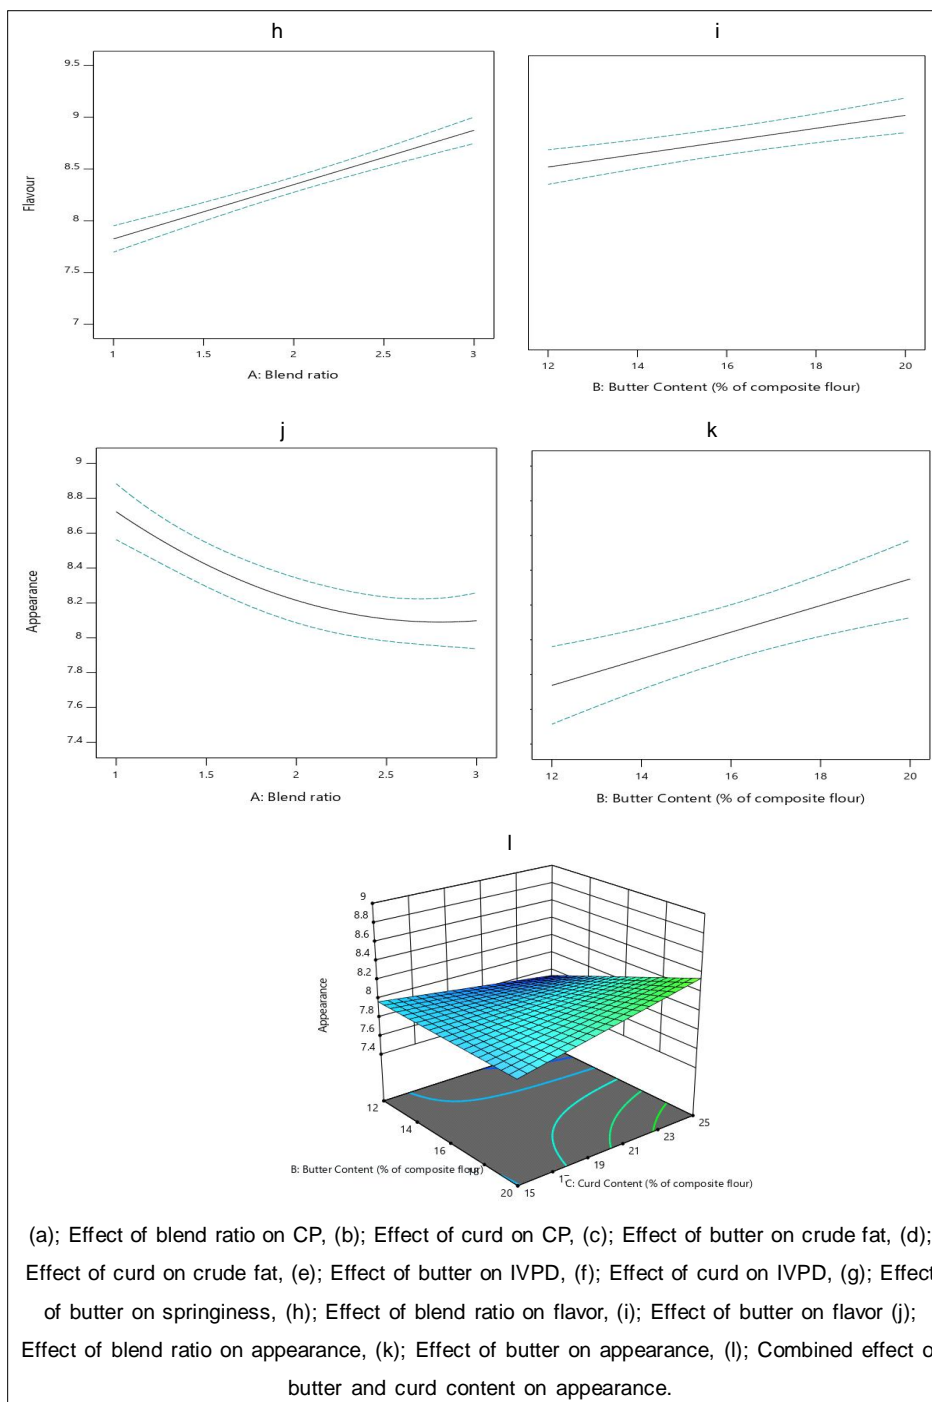 h
i
9.5
9
8.5
8
7.5
7
Flavour
1
1.5
2
2.5
3
A: Blend ratio
12
14
16
18
20
B: Butter Content (% of composite flour)
j
k
9
8.8
8.6
8.4
8.2
8
7.8
7.6
7.4
Appearance
1
1.5
2
2.5
3
A: Blend ratio
12
14
16
18
20
B: Butter Content (% of composite flour)
l
9
8.8
8.6
8.4
8.2
8
7.8
7.6
7.4
Appearance
12
14
16
18
20
B: Butter Content (% of composite flour)
15
19
21
23
25
C: Curd Content (% of composite flour)
(a); Effect of blend ratio on CP, (b); Effect of curd on CP, (c); Effect of butter on crude fat, (d);
Effect of curd on crude fat, (e); Effect of butter on IVPD, (f); Effect of curd on IVPD, (g); Effec
of butter on springiness, (h); Effect of blend ratio on flavor, (i); Effect of butter on flavor (j);
Effect of blend ratio on appearance, (k); Effect of butter on appearance, (l); Combined effect o
butter and curd content on appearance.